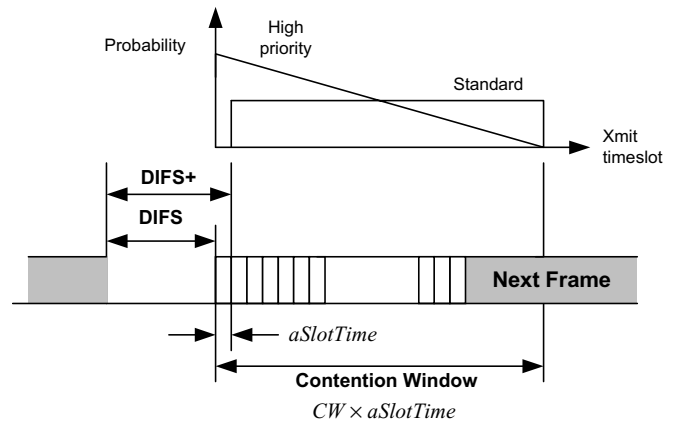 Probability
High
priority
Standard
Xmit
timeslot
DIFS+
DIFS
Next Frame
aSlotTime
Contention Window
CW × aSlotTime